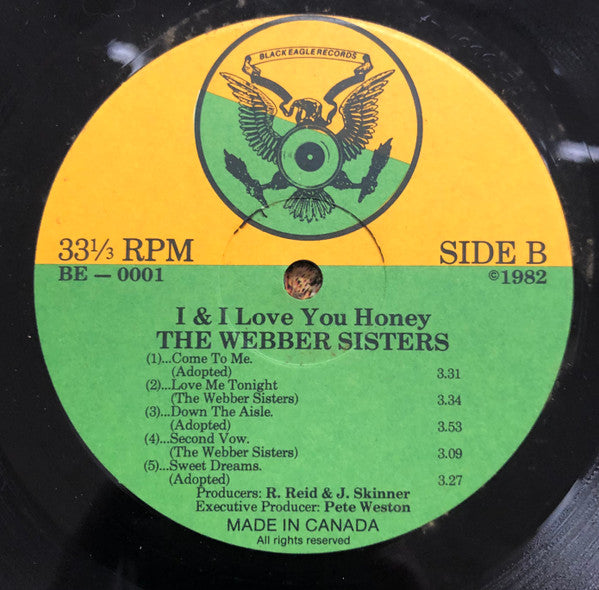 BLACK EAGLE RECORDS
33⅓ RPM
SIDE B
BE — 0001
©1982
I & I Love You Honey
THE WEBBER SISTERS
(1)...Come To Me.
(Adopted) 3.31
(2)...Love Me Tonight
(The Webber Sisters) 3.34
(3)...Down The Aisle.
(Adopted) 3.53
(4)...Second Vow.
(The Webber Sisters) 3.09
(5)...Sweet Dreams.
(Adopted) 3.27
Producers: R. Reid & J. Skinner
Executive Producer: Pete Weston
MADE IN CANADA
All rights reserved